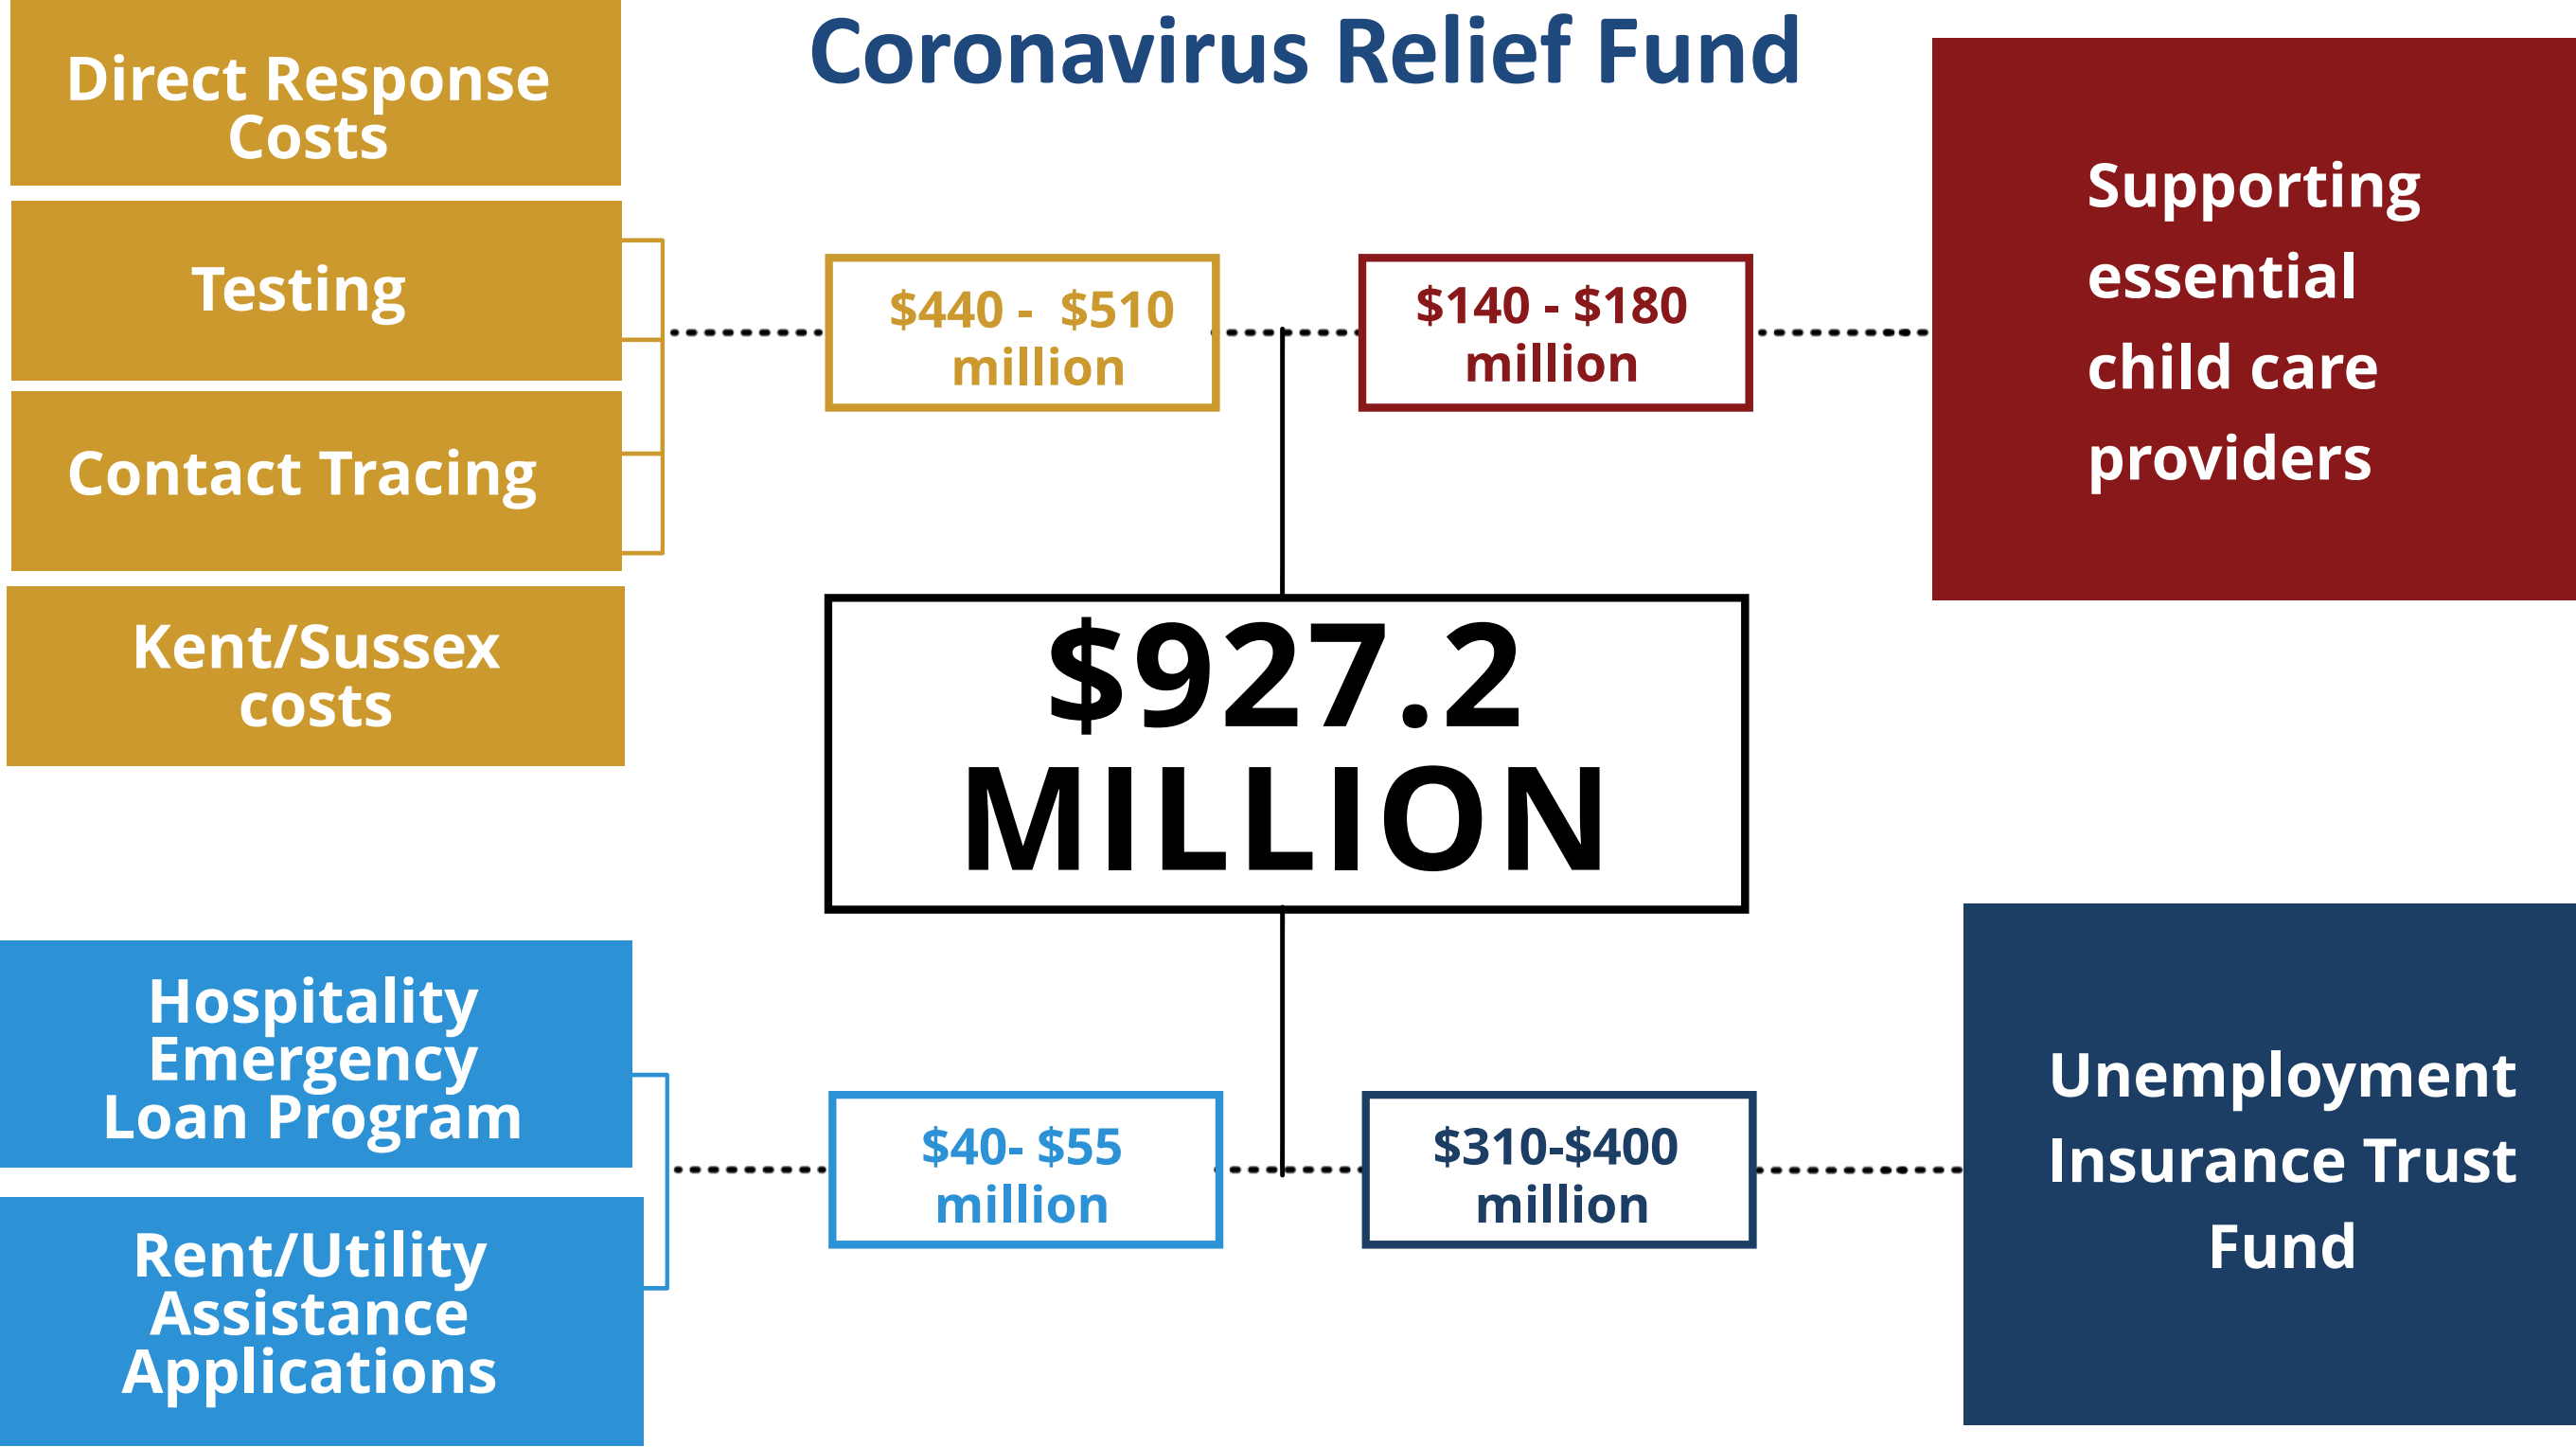 Coronavirus Relief Fund
Direct Response
Costs
Testing
Contact Tracing
Kent/Sussex
costs
$440 -  $510
million
$140 - $180
million
Supporting
essential
child care
providers
$927.2
MILLION
Hospitality
Emergency
Loan Program
Rent/Utility
Assistance
Applications
$40- $55
million
$310-$400
million
Unemployment
Insurance Trust
Fund